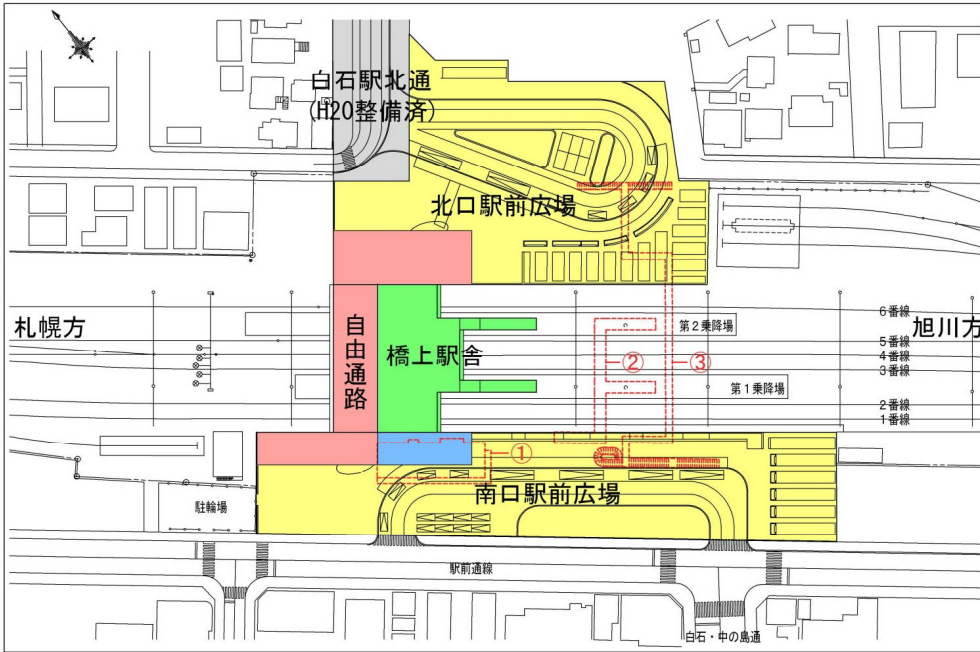 白石駅北通
(H20整備済)
北口駅前広場
札幌方
旭川方
自由通路
橋上駅舎
第2乗降場
第1乗降場
6番線
5番線
4番線
3番線
2番線
1番線
②
③
①
南口駅前広場
駐輪場
駅前通線
白石・中の島通